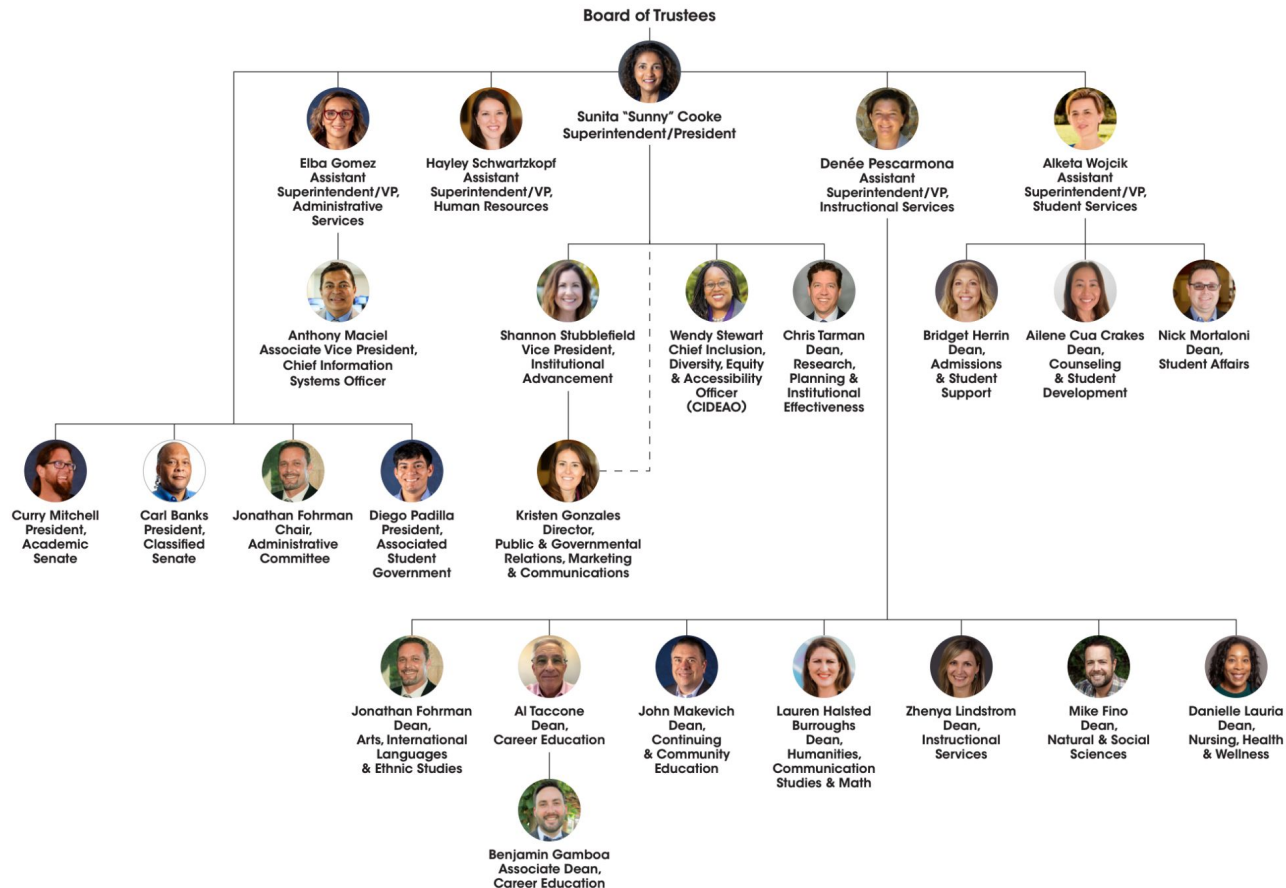 Board of Trustees
Sunita “Sunny” Cooke
Superintendent/President
Elba Gomez
Assistant
Superintendent/VP,
Administrative
Services
Hayley Schwartzkopf
Assistant
Superintendent/VP,
Human Resources
Denée Pescarmona
Assistant
Superintendent/VP,
Instructional Services
Alketa Wojcik
Assistant
Superintendent/VP,
Student Services
Anthony Maciel
Associate Vice President,
Chief Information
Systems Officer
Shannon Stubblefield
Vice President,
Institutional
Advancement
Wendy Stewart
Chief Inclusion,
Diversity, Equity
& Accessibility
Officer
(CIDEAO)
Chris Tarman
Dean,
Research,
Planning &
Institutional
Effectiveness
Bridget Herrin
Dean,
Admissions
& Student
Support
Ailene Cua Crakes
Dean,
Counseling
& Student
Development
Nick Mortaloni
Dean,
Student Affairs
Curry Mitchell
President,
Academic
Senate
Carl Banks
President,
Classified
Senate
Jonathan Fohrman
Chair,
Administrative
Committee
Diego Padilla
President,
Associated
Student
Government
Kristen Gonzales
Director,
Public & Governmental
Relations, Marketing
& Communications
Jonathan Fohrman
Dean,
Arts, International
Languages
& Ethnic Studies
Al Taccone
Dean,
Career Education
John Makevich
Dean,
Continuing
& Community
Education
Lauren Halsted
Burroughs
Dean,
Humanities,
Communication
Studies & Math
Zhenya Lindstrom
Dean,
Instructional
Services
Mike Fino
Dean,
Natural & Social
Sciences
Danielle Lauria
Dean,
Nursing, Health
& Wellness
Benjamin Gamboa
Associate Dean,
Career Education